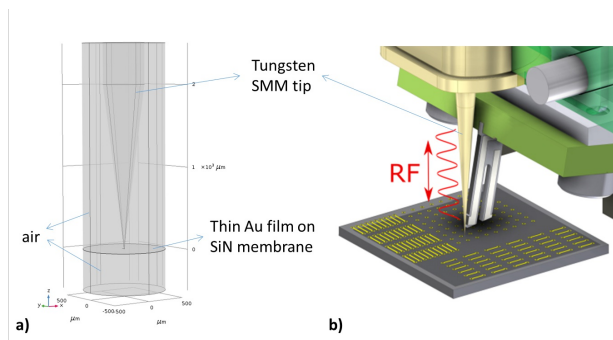 Tungsten
SMM tip
2
1 ×10³ μm
0
air
Thin Au film on
SiN membrane
RF
z
y x
500
0
-500
-500
0
500
μm
μm
a)
b)